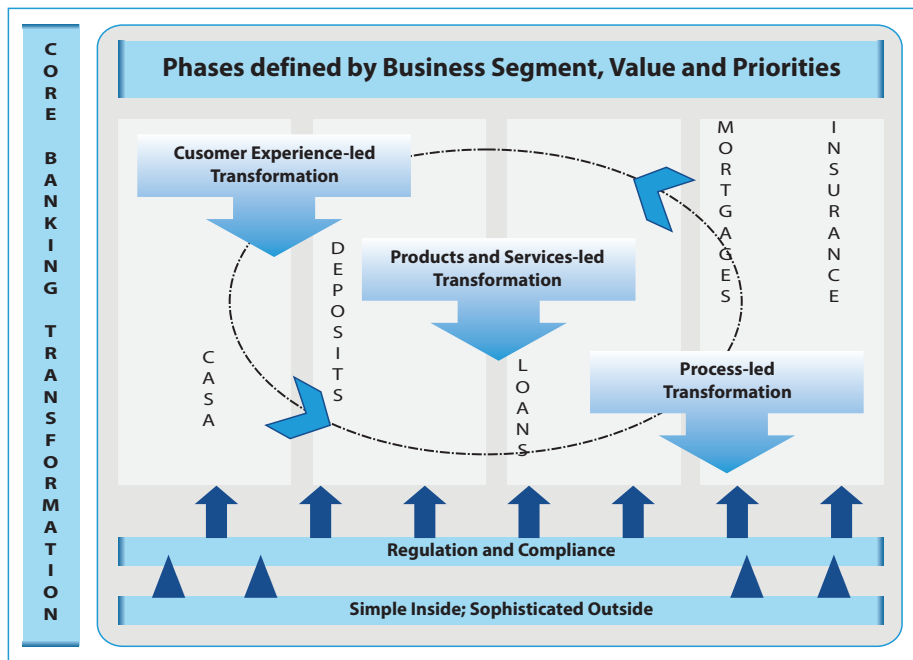 CORE BANKING TRANSFORMATION
Phases defined by Business Segment, Value and Priorities
Cusomer Experience-led
Transformation
Products and Services-led
Transformation
Process-led
Transformation
CASA
DEPOSITS
LOANS
MORTGAGES
INSURANCE
Regulation and Compliance
Simple Inside; Sophisticated Outside